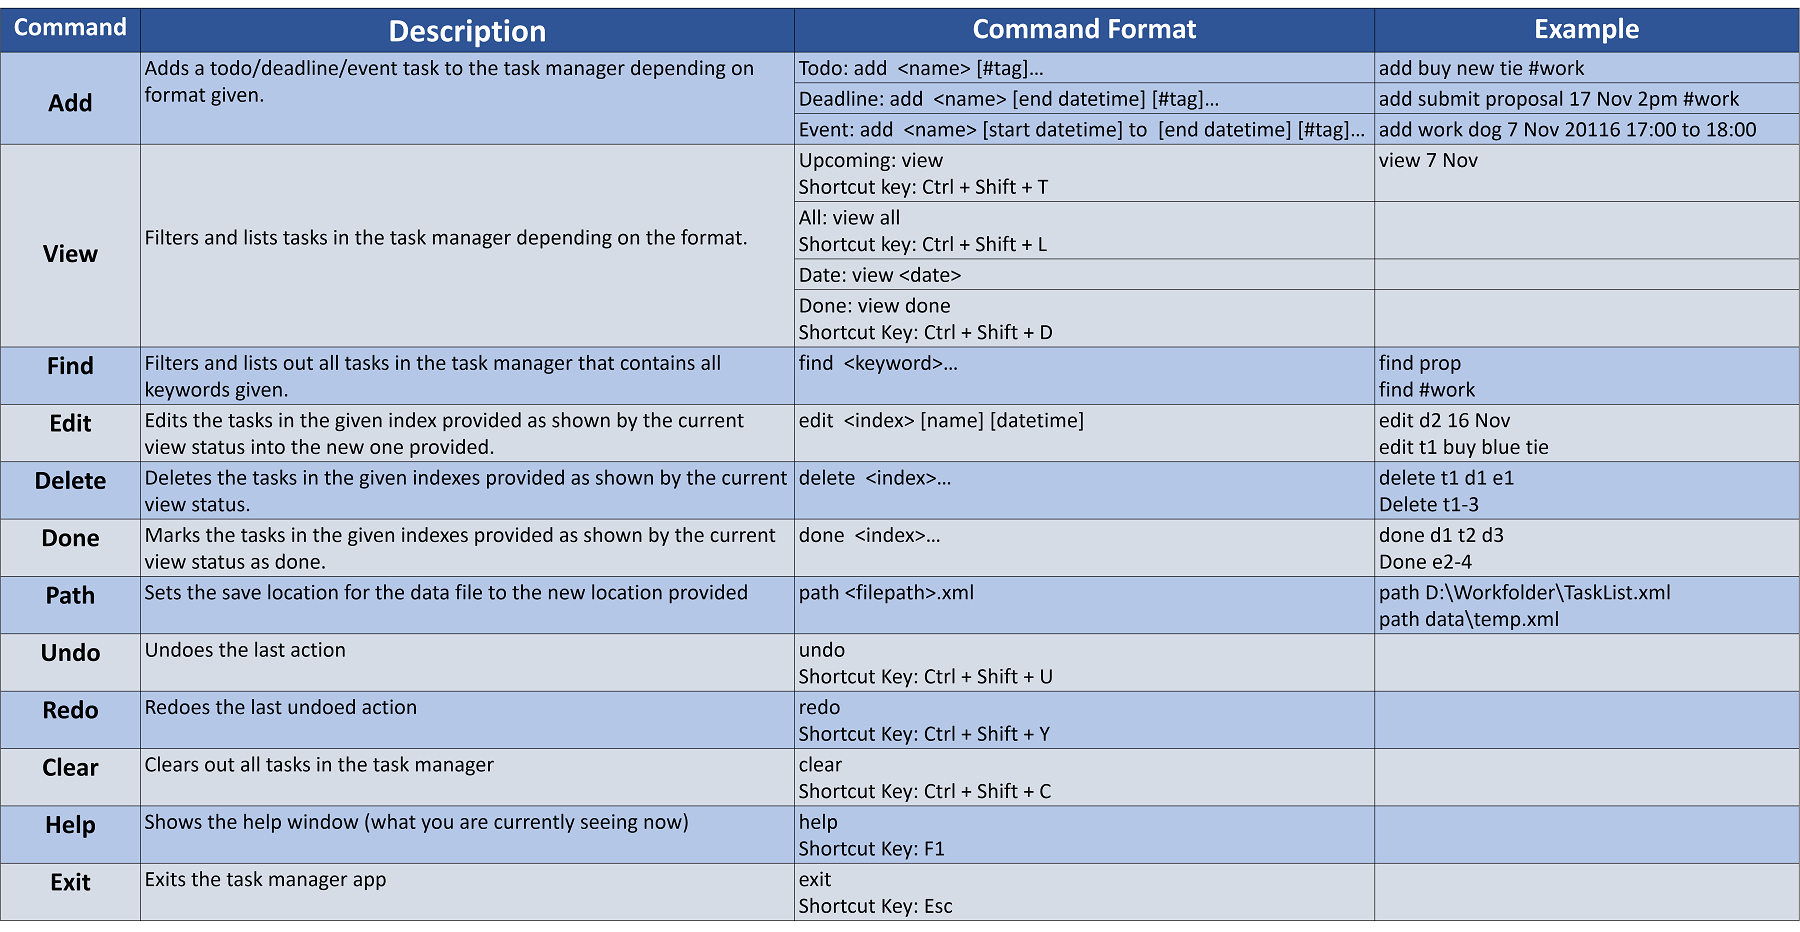 Command Description Command Format Example
Add
Adds a todo/deadline/event task to the task manager depending on
format given.
Todo: add <name> [#tag]... add buy new tie #work
Deadline: add <name> [end datetime] [#tag]... add submit proposal 17 Nov 2pm #work
Event: add <name> [start datetime] to [end datetime] [#tag]... add work dog 7 Nov 20116 17:00 to 18:00
View
Filters and lists tasks in the task manager depending on the format.
Upcoming: view
Shortcut key: Ctrl + Shift + T
view 7 Nov
All: view all
Shortcut key: Ctrl + Shift + L
Date: view <date>
Done: view done
Shortcut Key: Ctrl + Shift + D
Find
Filters and lists out all tasks in the task manager that contains all
keywords given.
find <keyword>...
find prop
find #work
Edit
Edits the tasks in the given index provided as shown by the current
view status into the new one provided.
edit <index> [name] [datetime]
edit d2 16 Nov
edit t1 buy blue tie
Delete
Deletes the tasks in the given indexes provided as shown by the current
view status.
delete <index>...
delete t1 d1 e1
Delete t1-3
Done
Marks the tasks in the given indexes provided as shown by the current
view status as done.
done <index>...
done d1 t2 d3
Done e2-4
Path
Sets the save location for the data file to the new location provided
path <filepath>.xml
path D:\Workfolder\TaskList.xml
path data\temp.xml
Undo
Undoes the last action
undo
Shortcut Key: Ctrl + Shift + U
Redo
Redoes the last undoed action
redo
Shortcut Key: Ctrl + Shift + Y
Clear
Clears out all tasks in the task manager
clear
Shortcut Key: Ctrl + Shift + C
Help
Shows the help window (what you are currently seeing now)
help
Shortcut Key: F1
Exit
Exits the task manager app
exit
Shortcut Key: Esc